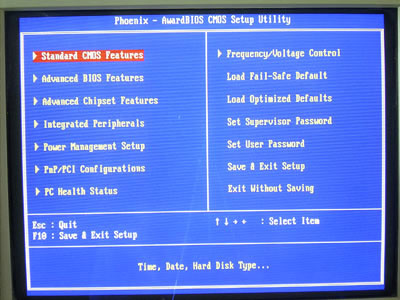 Phoenix - AwardBIOS CMOS Setup Utility
Standard CMOS Features
Advanced BIOS Features
Advanced Chipset Features
Integrated Peripherals
Power Management Setup
PnP/PCI Configurations
PC Health Status
Frequency/Voltage Control
Load Fail-Safe Default
Load Optimized Defaults
Set Supervisor Password
Set User Password
Save & Exit Setup
Exit Without Saving
Esc : Quit
F10 : Save & Exit Setup
↑ ↓ → ← : Select Item
Time, Date, Hard Disk Type...